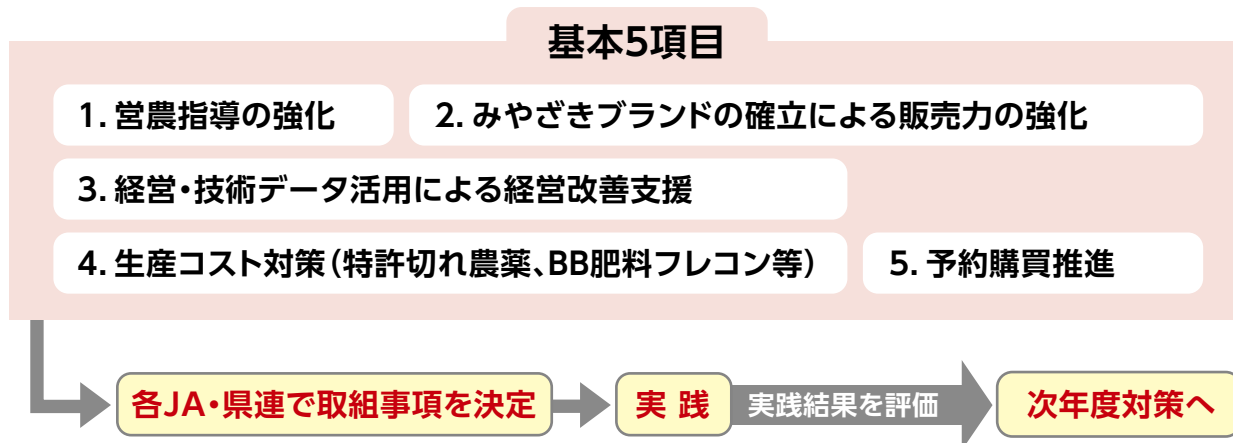 基本5項目
1. 営農指導の強化
2. みやざきブランドの確立による販売力の強化
3. 経営・技術データ活用による経営改善支援
4. 生産コスト対策(特許切れ農薬、BB肥料フレコン等)
5. 予約購買推進
各JA・県連で取組事項を決定
実 践
実践結果を評価
次年度対策へ